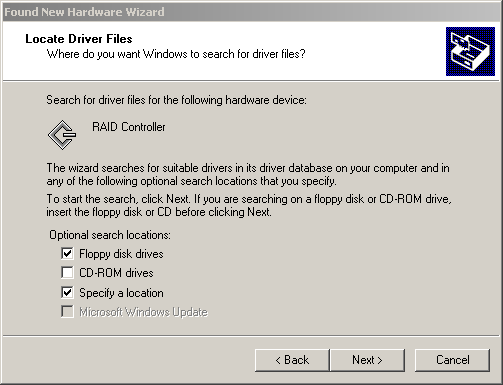 Found New Hardware Wizard
Locate Driver Files
Where do you want Windows to search for driver files?
Search for driver files for the following hardware device:
RAID Controller
The wizard searches for suitable drivers in its driver database on your computer and in
any of the following optional search locations that you specify.
To start the search, click Next. If you are searching on a floppy disk or CD-ROM drive,
insert the floppy disk or CD before clicking Next.
Optional search locations:
Floppy disk drives
CD-ROM drives
Specify a location
Microsoft Windows Update
< Back Next > Cancel